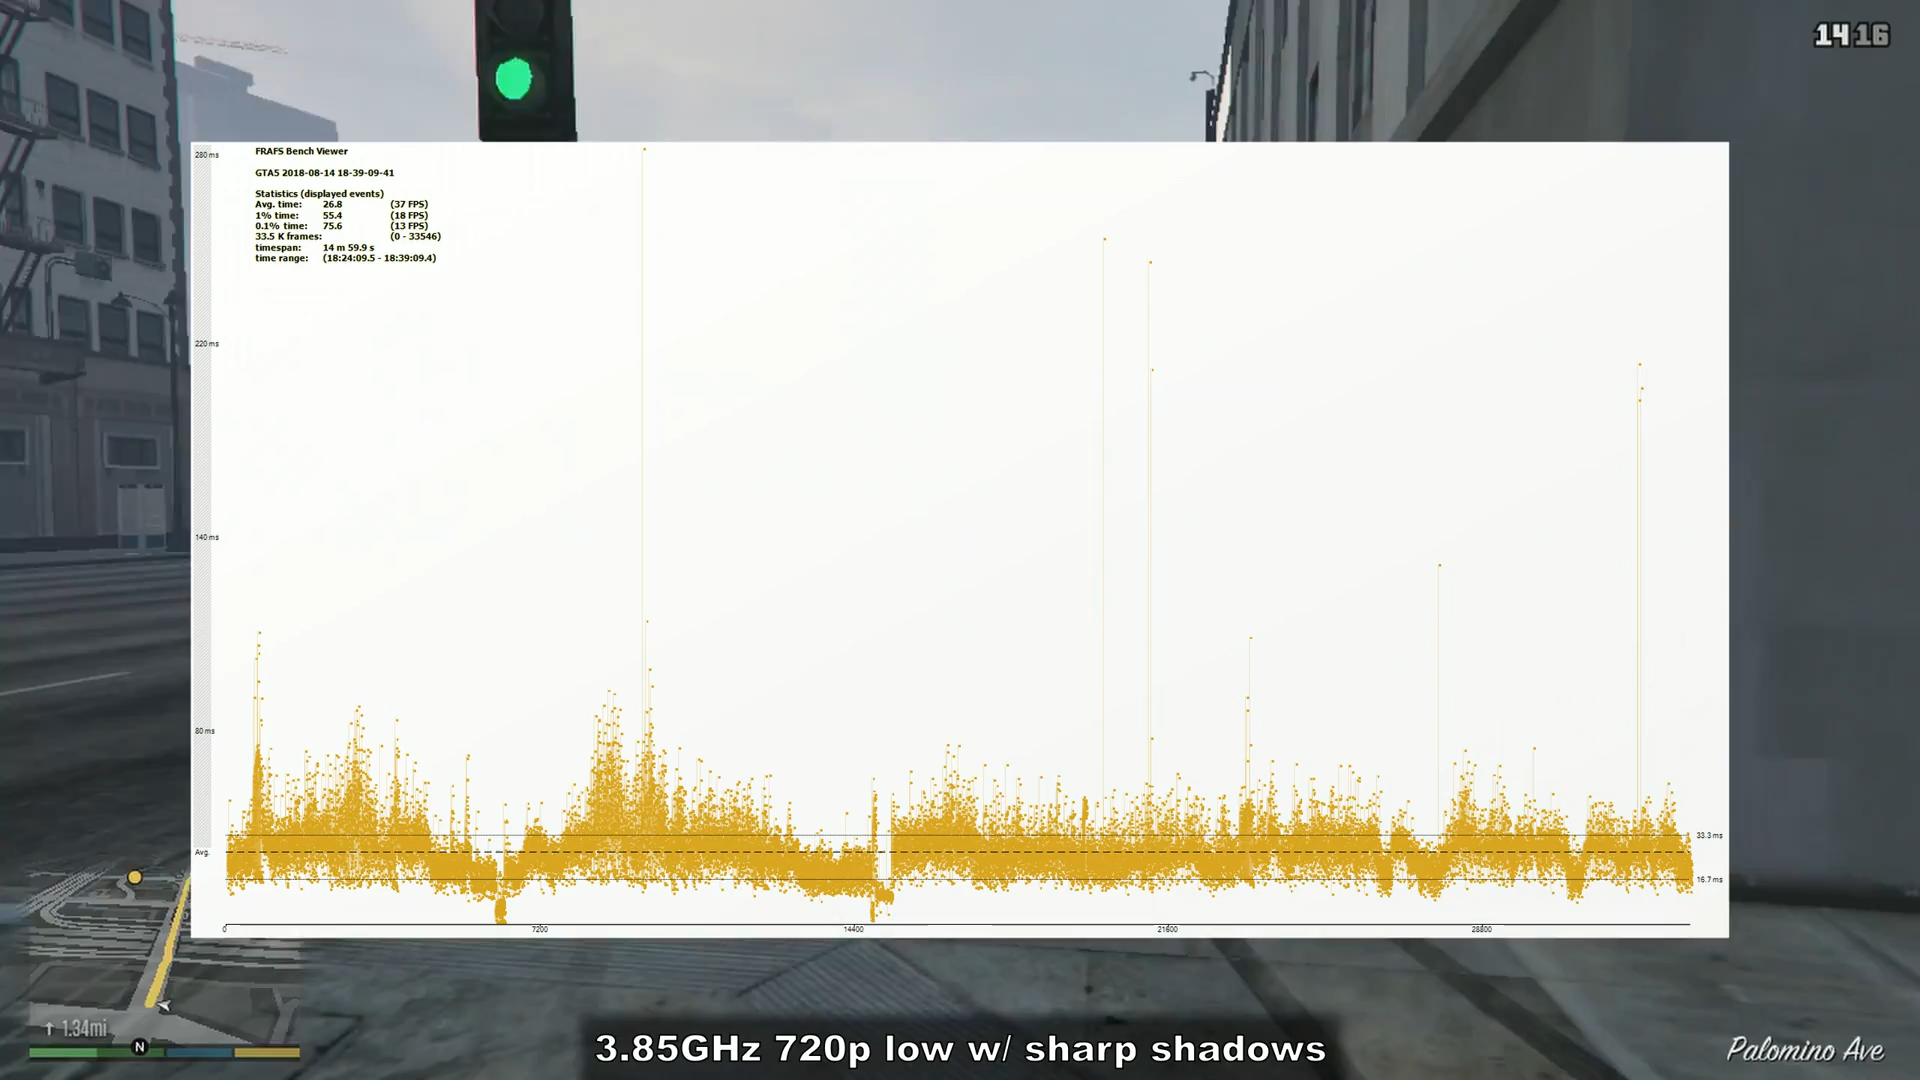 1416
280 ms
FRAFS Bench Viewer
GTA5 2018-08-14 18-39-09-41
Statistics (displayed events)
Avg. time: 26.8 (37 FPS)
1% time: 55.4 (18 FPS)
0.1% time: 75.6 (13 FPS)
33.5 K frames: (0 - 33546)
timespan: 14 m 59.9 s
time range: (18:24:09.5 - 18:39:09.4)
220 ms
140 ms
80 ms
33.3 ms
Avg.
16.7 ms
0 7200 14400 21600 28800
1.34mi
N
3.85GHz 720p low w/ sharp shadows
Palomino Ave